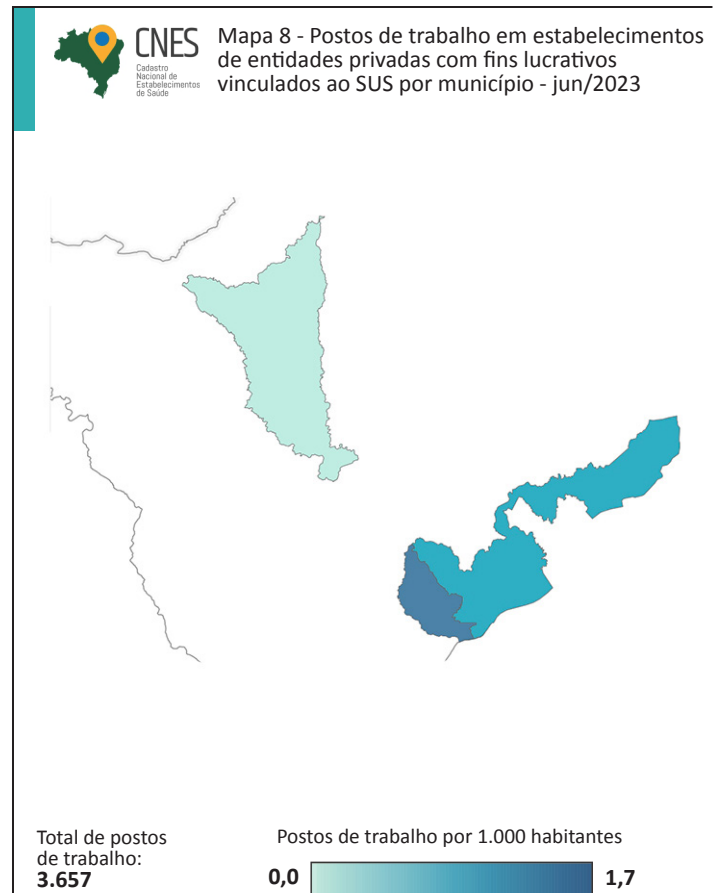 CNES
Cadastro
Nacional de
Estabelecimentos
de Saúde
Mapa 8 - Postos de trabalho em estabelecimentos
de entidades privadas com fins lucrativos
vinculados ao SUS por município - jun/2023
Total de postos
de trabalho:
3.657
Postos de trabalho por 1.000 habitantes
0,0
1,7